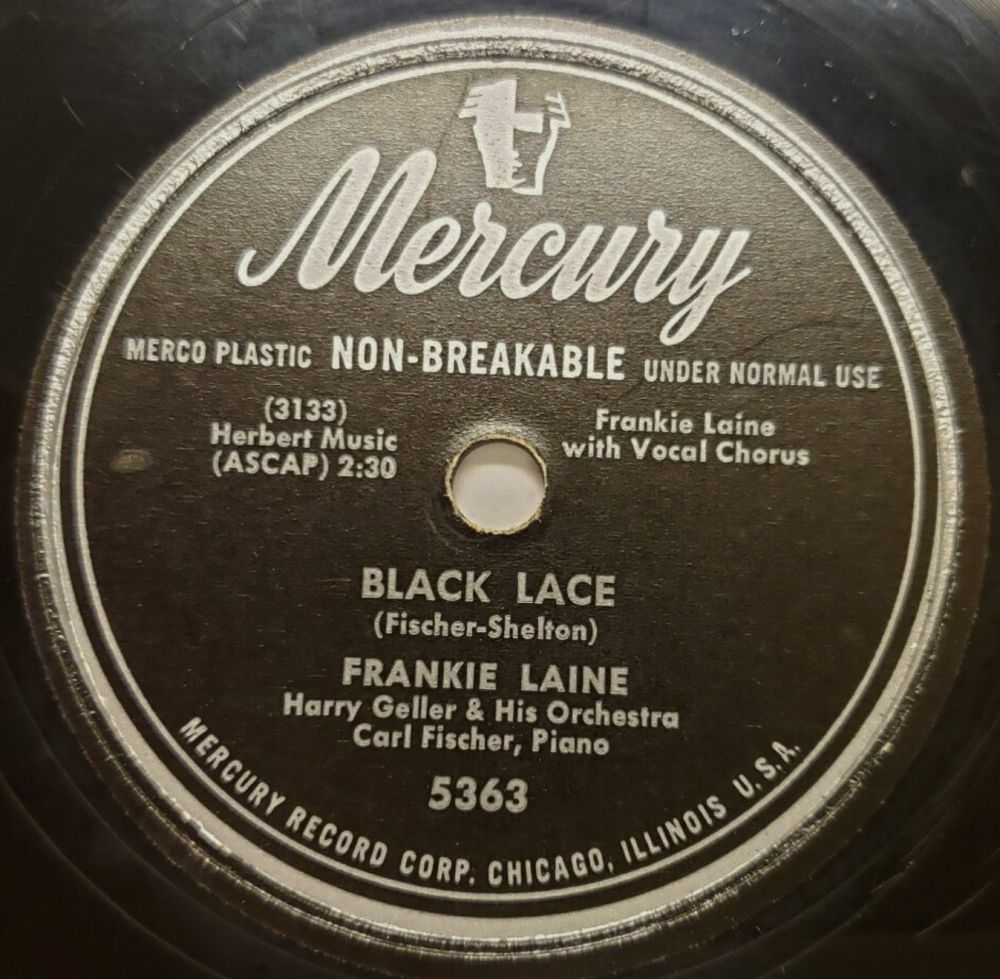 Mercury
MERCO PLASTIC NON-BREAKABLE UNDER NORMAL USE
(3133)
Herbert Music
(ASCAP) 2:30
Frankie Laine
with Vocal Chorus
BLACK LACE
(Fischer-Shelton)
FRANKIE LAINE
Harry Geller & His Orchestra
Carl Fischer, Piano
5363
MERCURY RECORD CORP. CHICAGO, ILLINOIS U.S.A.